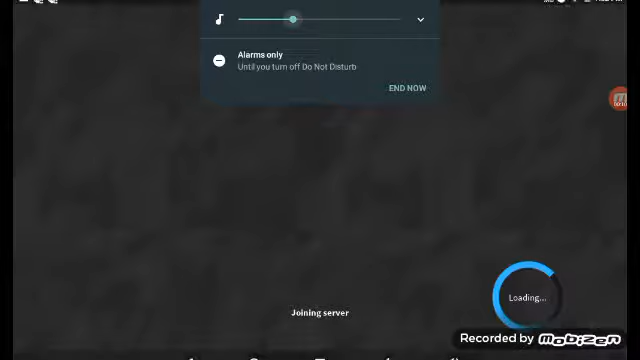 Alarms only
Until you turn off Do Not Disturb
END NOW
Loading...
Joining server
Recorded by MOBIZEN